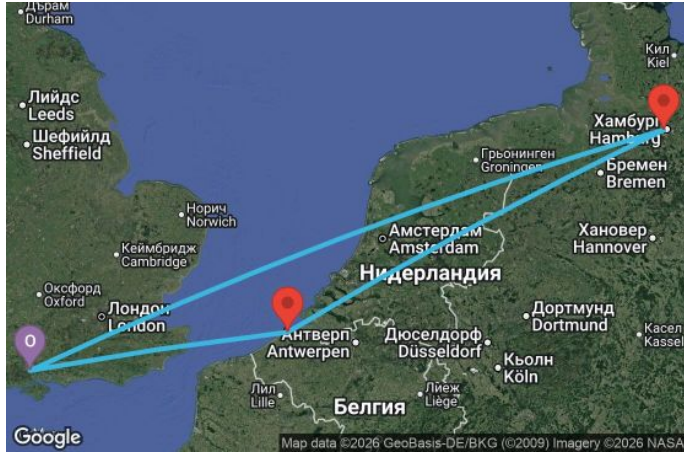 Дърам
Durham
Кил
Kiel
Лийдс
Leeds
Шефийлд
Sheffield
Хамбург
Hamburg
Грьонинген
Groningen
Бремен
Bremen
Норич
Norwich
Амстердам
Amsterdam
Хановер
Hannover
Кеймбридж
Cambridge
Нидерландия
Оксфорд
Oxford
Лондон
London
Дортмунд
Dortmund
Антверп
Antwerpen
Дюселдорф
Düsseldorf
Касел
Kassel
O
Кьолн
Köln
Лил
Lille
Лиеж
Liège
Белгия
Google
Map data ©2026 GeoBasis-DE/BKG (©2009) Imagery ©2026 NASA